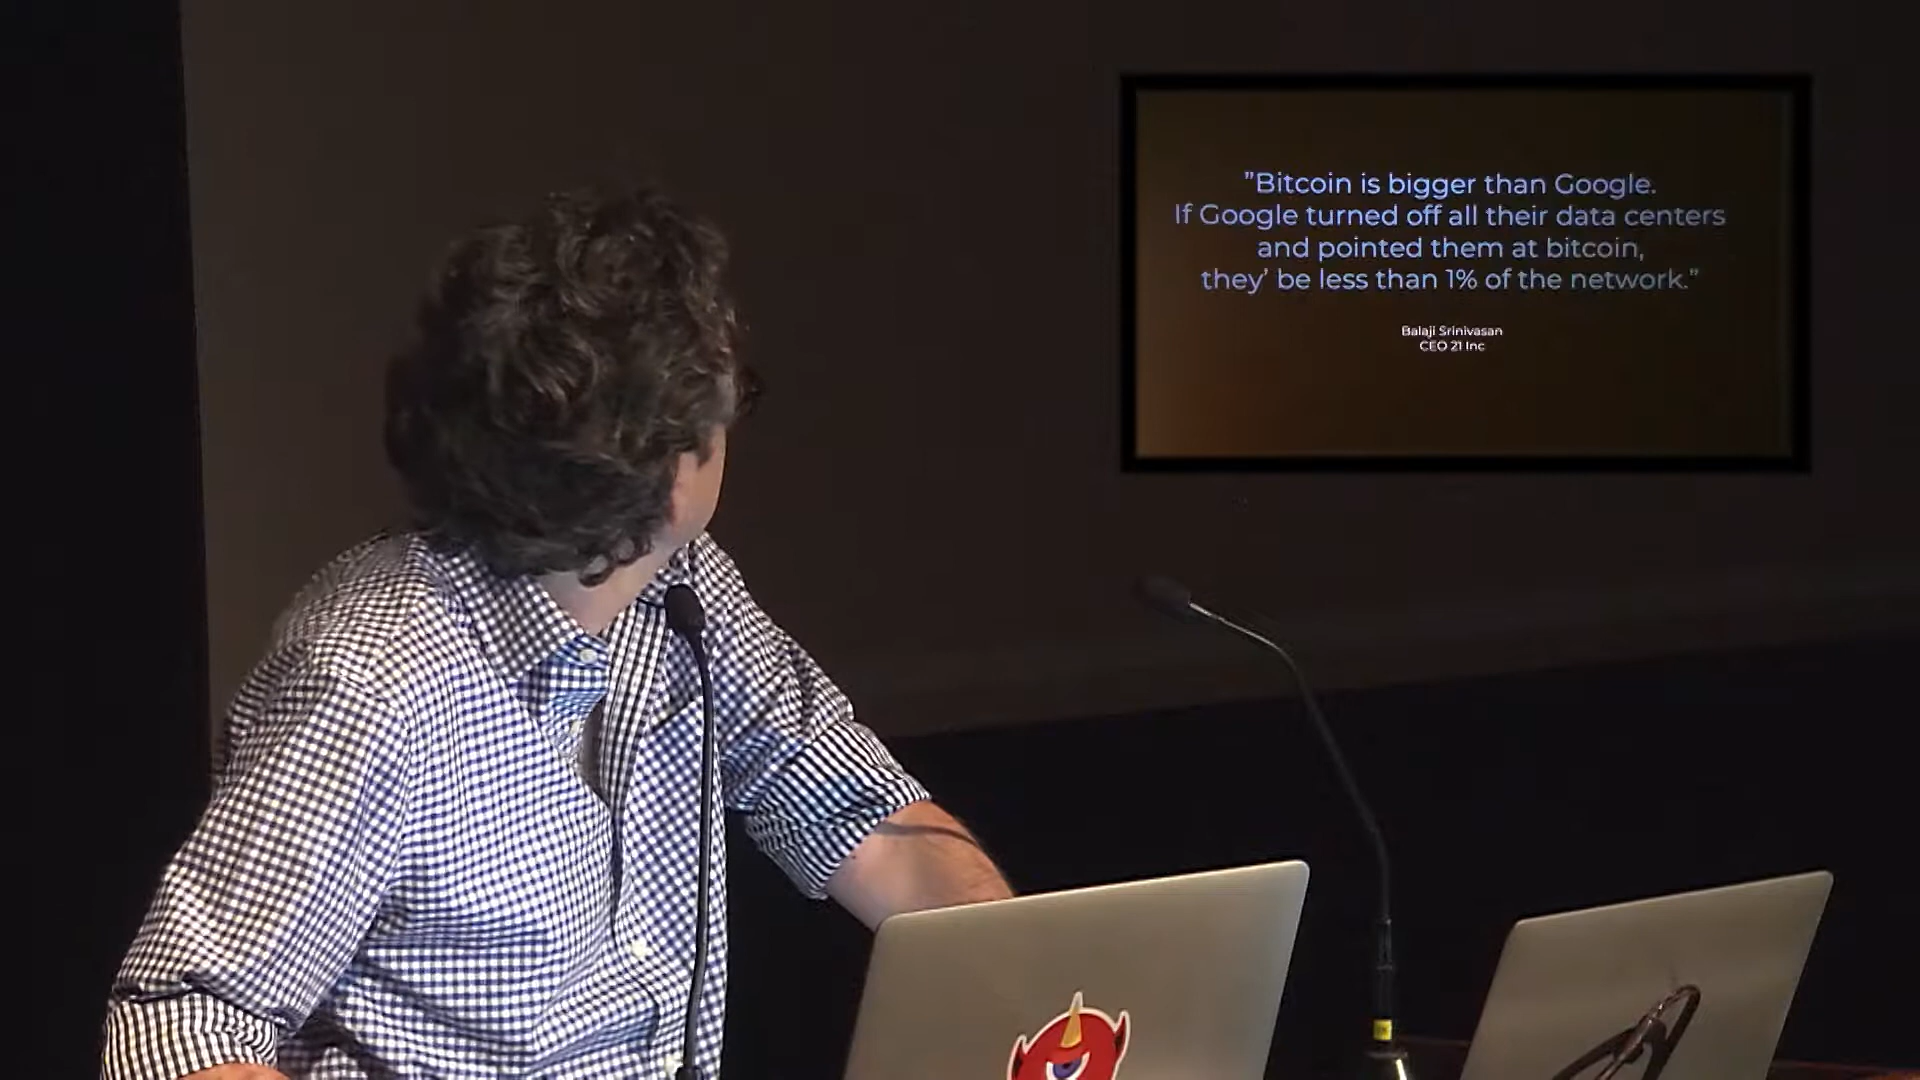 "Bitcoin is bigger than Google.
If Google turned off all their data centers
and pointed them at bitcoin,
they' be less than 1% of the network."
Balaji Srinivasan
CEO 21 Inc